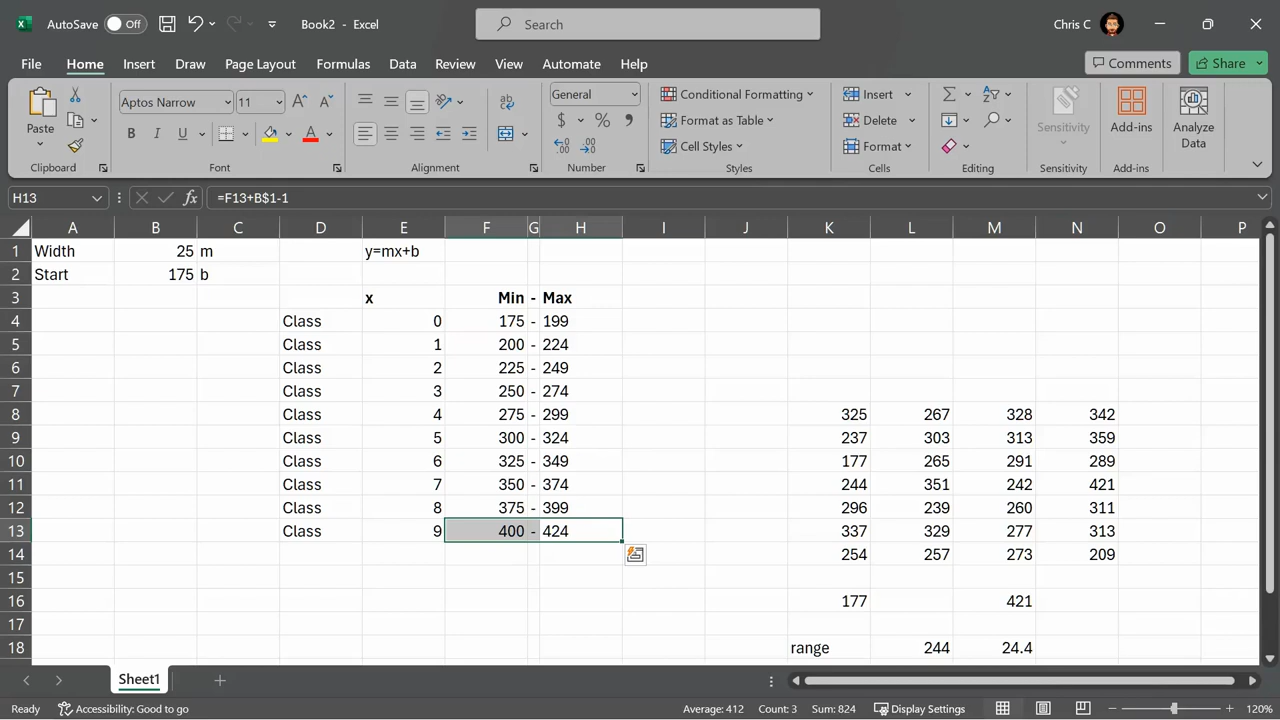 AutoSave Off Book2 - Excel Search Chris C
File Home Insert Draw Page Layout Formulas Data Review View Automate Help Comments Share
Paste Aptos Narrow 11 General Conditional Formatting Insert
B I U A $ % Format as Table Delete Sensitivity Add-ins Analyze Data
Cell Styles Format
Clipboard Font Alignment Number Styles Cells Editing Sensitivity Add-ins
H13 fx =F13+B$1-1
A B C D E F G H I J K L M N O P
1 Width 25 m y=mx+b
2 Start 175 b
3 x Min - Max
4 Class 0 175 - 199
5 Class 1 200 - 224
6 Class 2 225 - 249
7 Class 3 250 - 274
8 Class 4 275 - 299 325 267 328 342
9 Class 5 300 - 324 237 303 313 359
10 Class 6 325 - 349 177 265 291 289
11 Class 7 350 - 374 244 351 242 421
12 Class 8 375 - 399 296 239 260 311
13 Class 9 400 - 424 337 329 277 313
14 254 257 273 209
15
16 177 421
17
18 range 244 24.4
Sheet1
Ready Accessibility: Good to go Average: 412 Count: 3 Sum: 824 Display Settings 120%